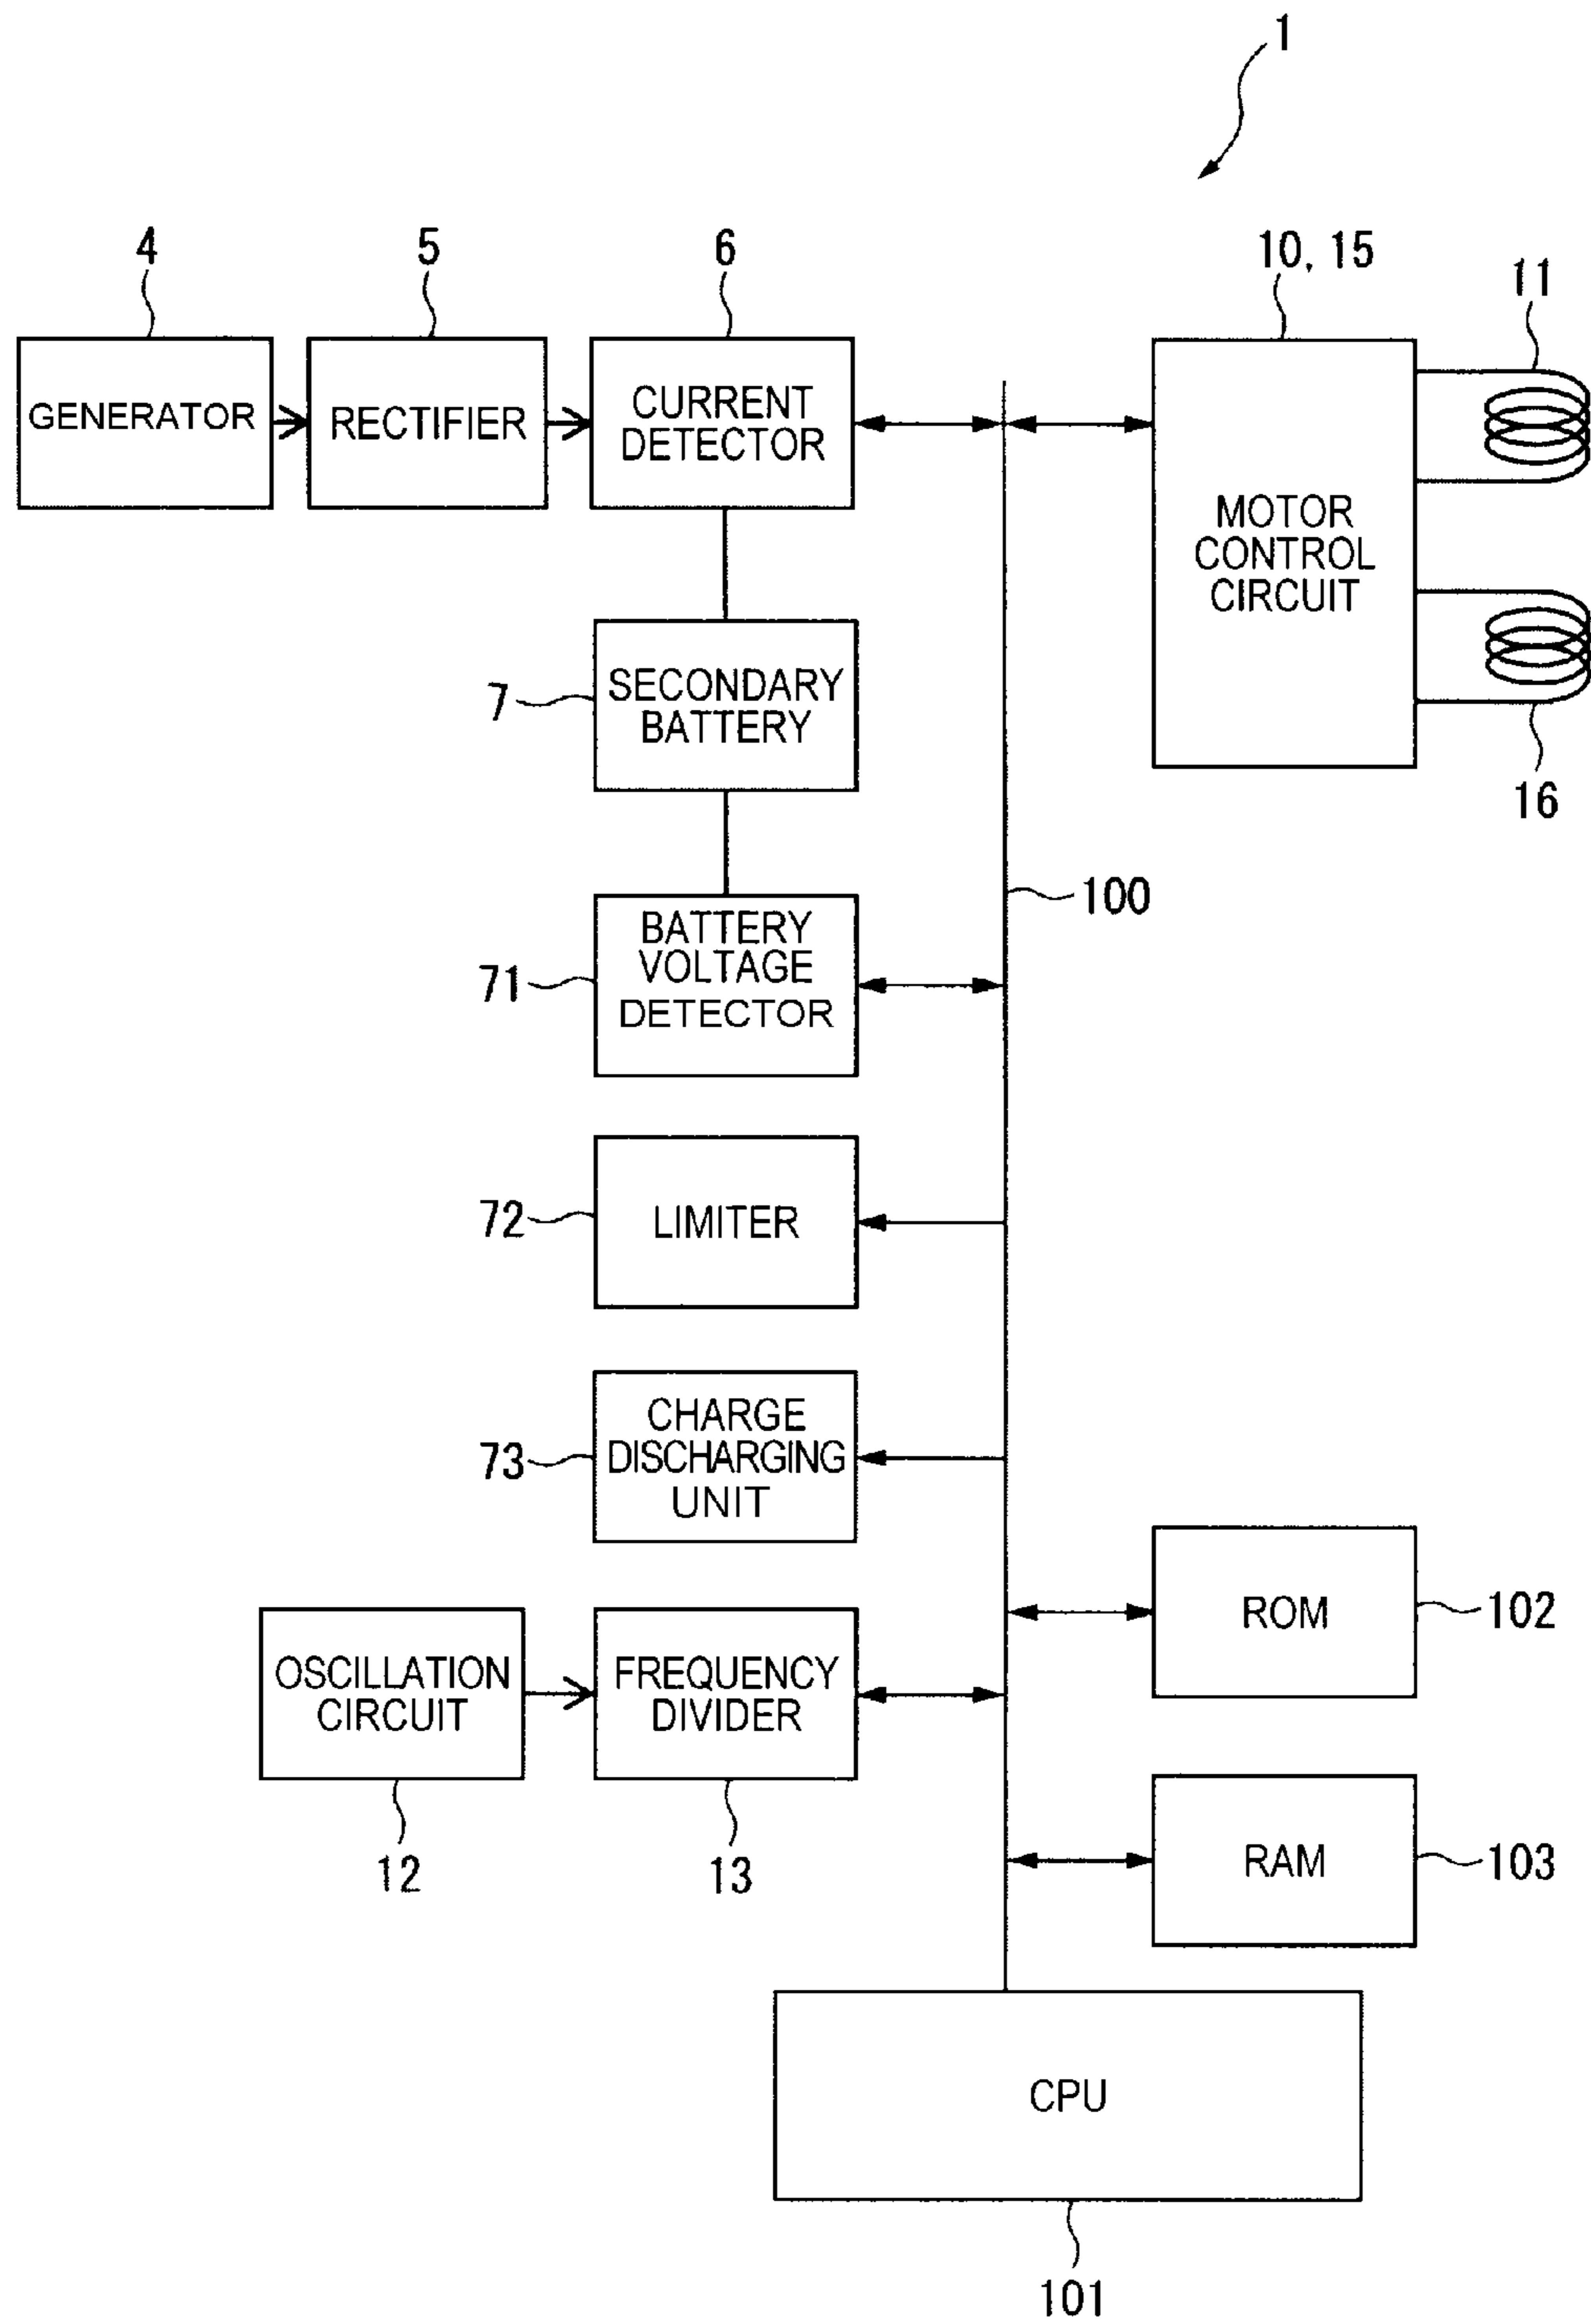 1
4
5
6
10, 15
11
GENERATOR
RECTIFIER
CURRENT
DETECTOR
MOTOR
CONTROL
CIRCUIT
16
7
SECONDARY
BATTERY
100
71
BATTERY
VOLTAGE
DETECTOR
72
LIMITER
73
CHARGE
DISCHARGING
UNIT
ROM
102
OSCILLATION
CIRCUIT
FREQUENCY
DIVIDER
12
13
RAM
103
CPU
101